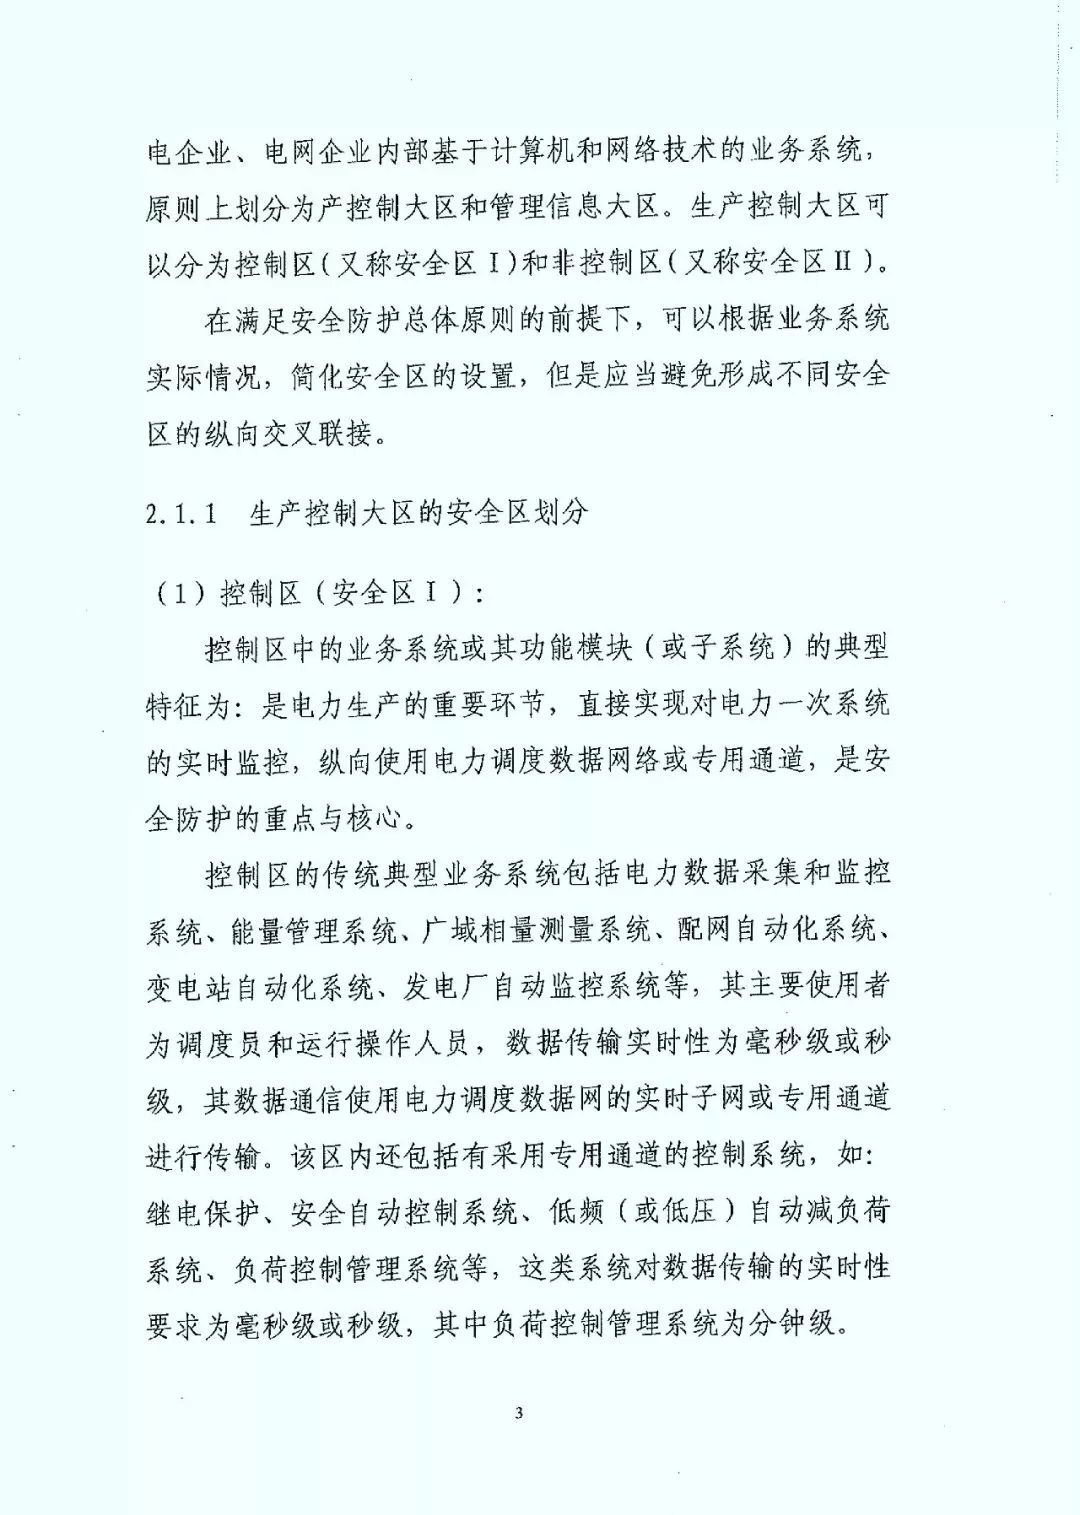 电企业、电网企业内部基于计算机和网络技术的业务系统，
原则上划分为产控制大区和管理信息大区。生产控制大区可
以分为控制区（又称安全区Ⅰ）和非控制区（又称安全区Ⅱ）。
在满足安全防护总体原则的前提下，可以根据业务系统
实际情况，简化安全区的设置，但是应当避免形成不同安全
区的纵向交叉联接。
2.1.1 生产控制大区的安全区划分
（1）控制区（安全区Ⅰ）：
控制区中的业务系统或其功能模块（或子系统）的典型
特征为：是电力生产的重要环节，直接实现对电力一次系统
的实时监控，纵向使用电力调度数据网络或专用通道，是安
全防护的重点与核心。
控制区的传统典型业务系统包括电力数据采集和监控
系统、能量管理系统、广域相量测量系统、配网自动化系统、
变电站自动化系统、发电厂自动监控系统等，其主要使用者
为调度员和运行操作人员，数据传输实时性为毫秒级或秒
级，其数据通信使用电力调度数据网的实时子网或专用通道
进行传输。该区内还包括有采用专用通道的控制系统，如：
继电保护、安全自动控制系统、低频（或低压）自动减负荷
系统、负荷控制管理系统等，这类系统对数据传输的实时性
要求为毫秒级或秒级，其中负荷控制管理系统为分钟级。
3